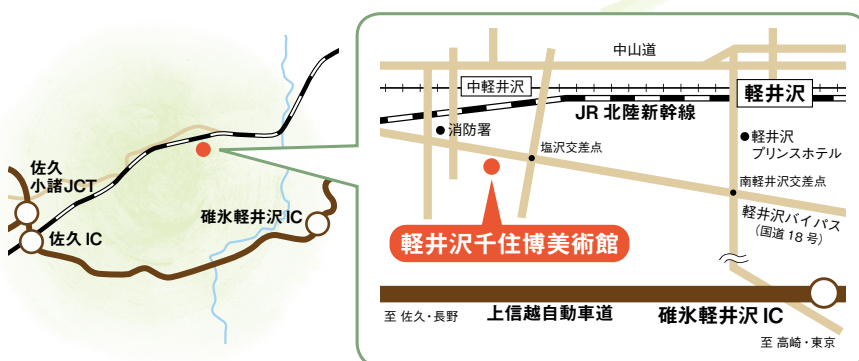 佐久
小諸JCT
佐久 IC
碓氷軽井沢 IC
中山道
中軽井沢
軽井沢
JR 北陸新幹線
消防署
塩沢交差点
軽井沢
プリンスホテル
南軽井沢交差点
軽井沢バイパス
(国道18号)
軽井沢千住博美術館
上信越自動車道
碓氷軽井沢 IC
至 佐久・長野
至 高崎・東京